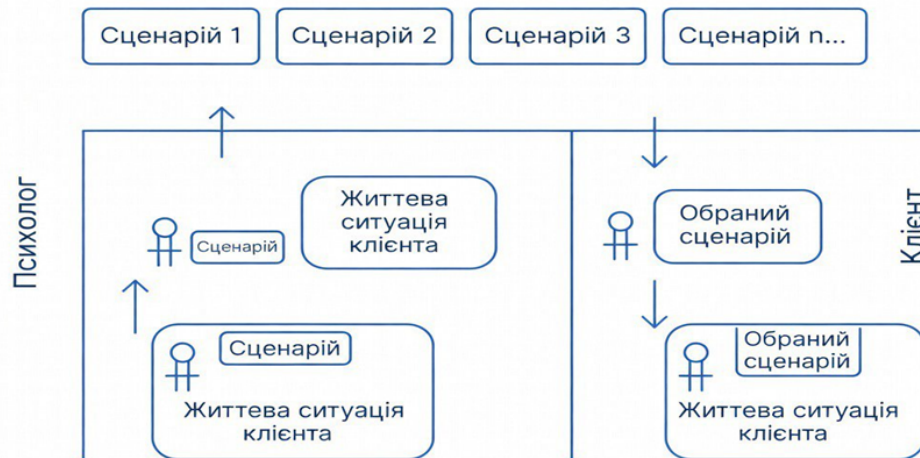 Сценарій 1
Сценарій 2
Сценарій 3
Сценарій n...
Психолог
Клієнт
Сценарій
Життєва
ситуація
клієнта
Сценарій
Життєва ситуація
клієнта
Обраний
сценарій
Обраний
сценарій
Життєва ситуація
клієнта